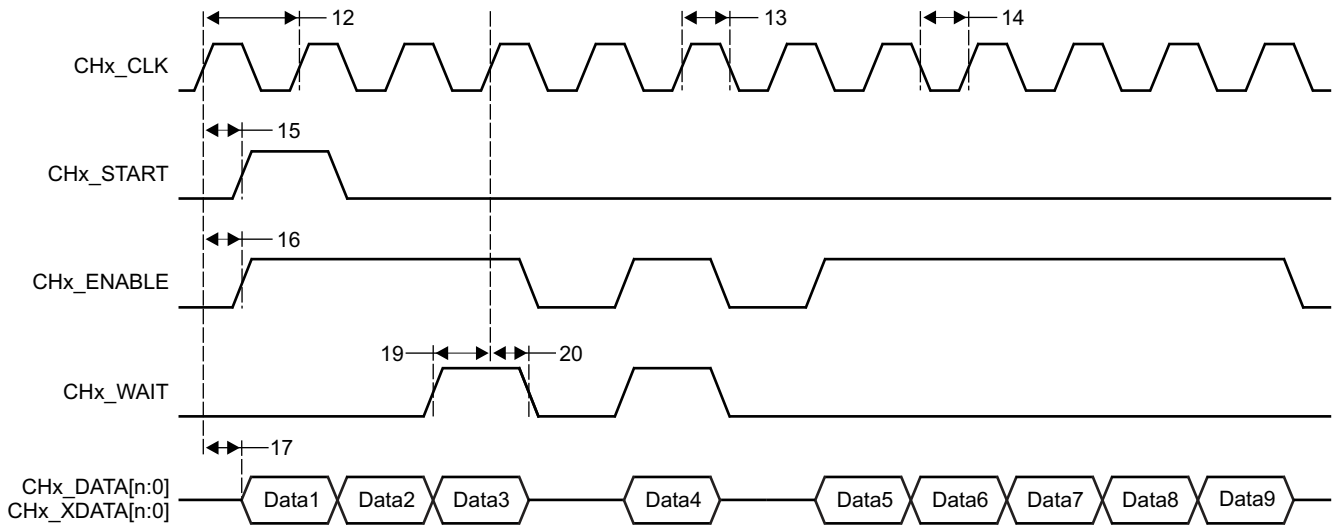 12
13
14
CHx_CLK
15
CHx_START
16
CHx_ENABLE
19
20
CHx_WAIT
17
CHx_DATA[n:0]
CHx_XDATA[n:0]
Data1 Data2 Data3 Data4 Data5 Data6 Data7 Data8 Data9